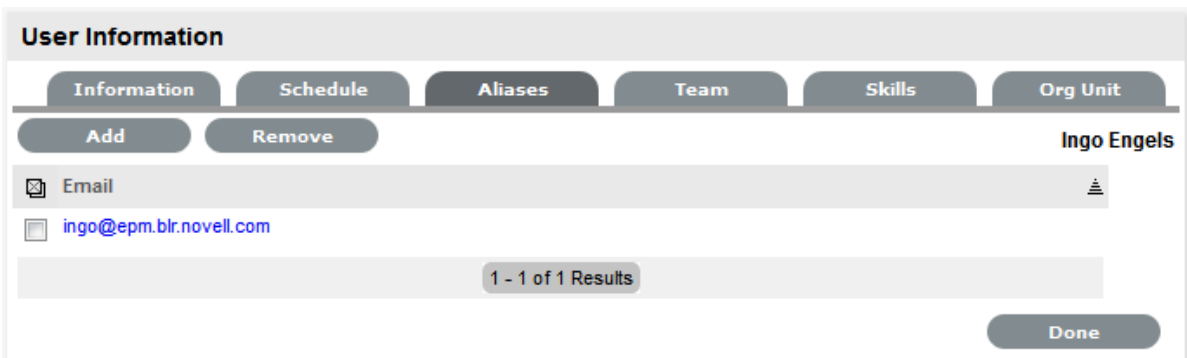 User Information
Information Schedule Aliases Team Skills Org Unit
Add Remove Ingo Engels
Email
ingo@epm.blr.novell.com
1 - 1 of 1 Results
Done